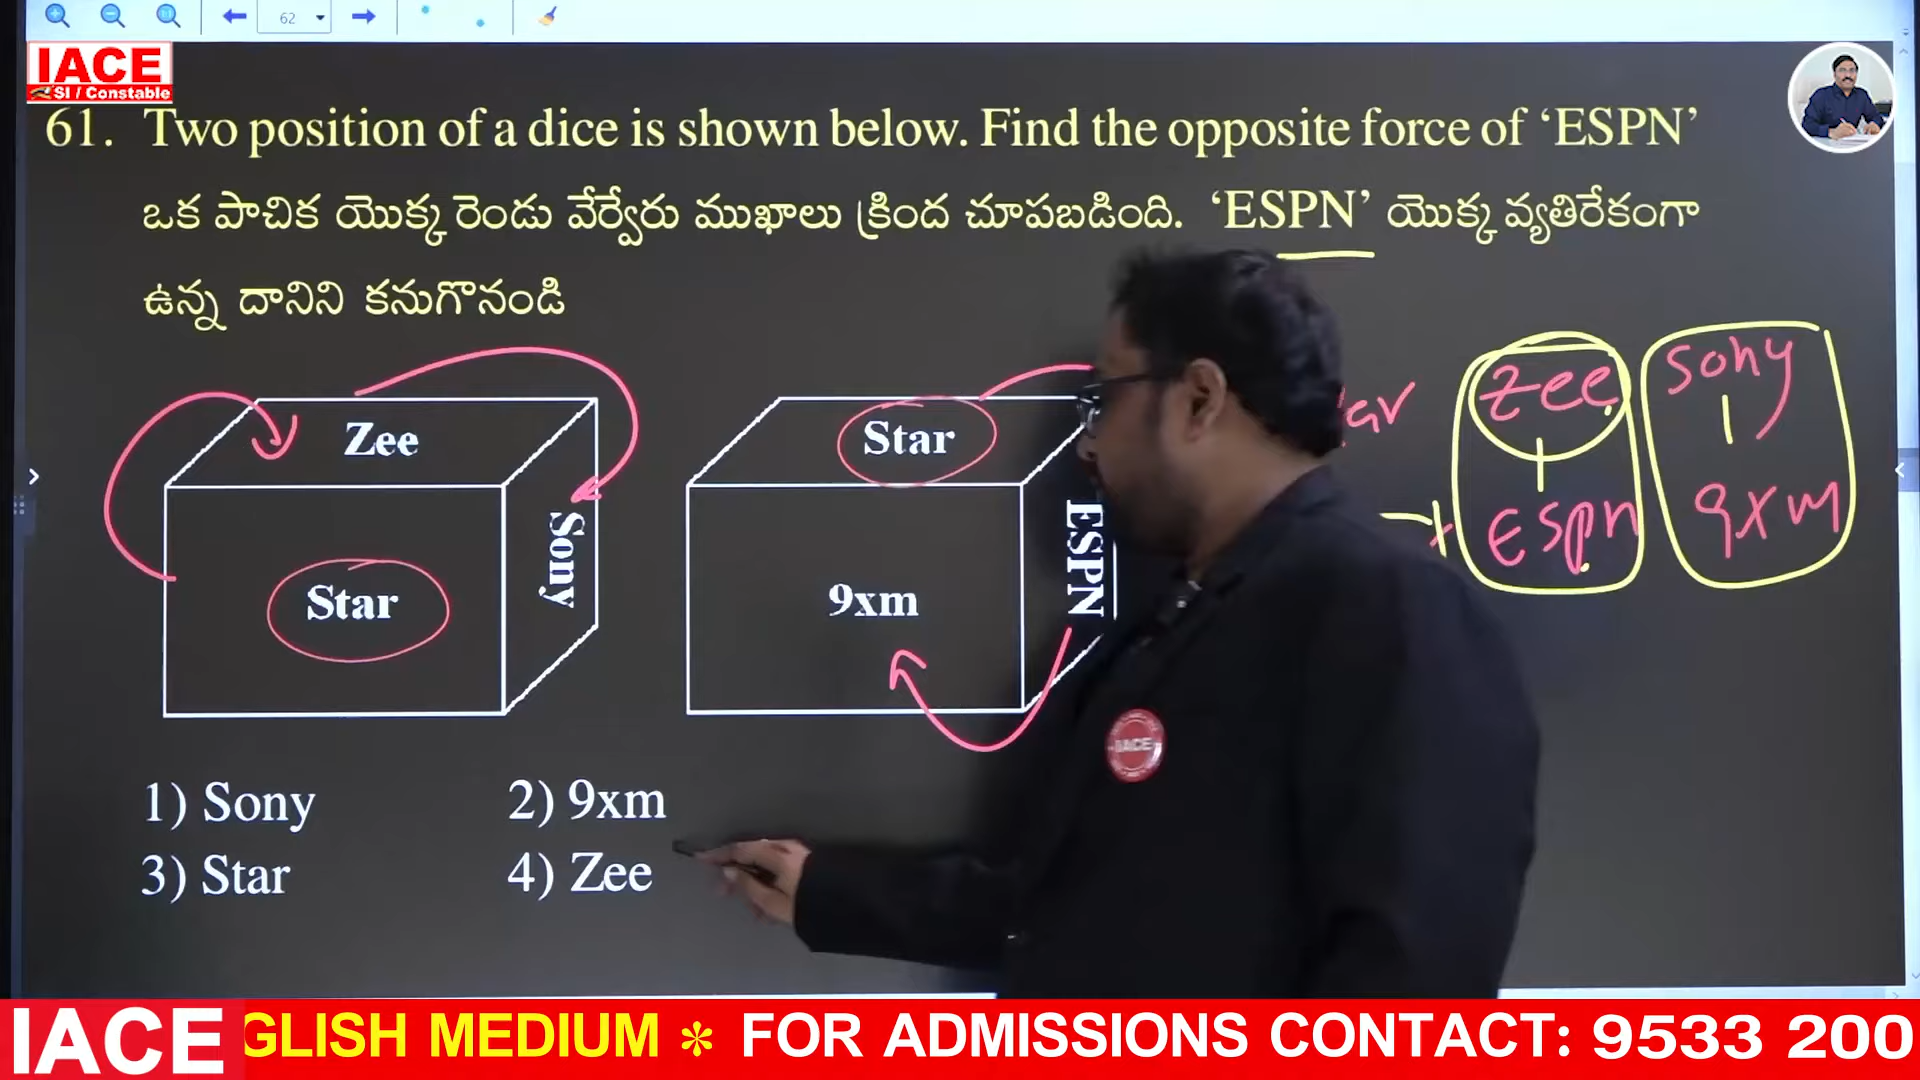 62
IACE
SI / Constable
61. Two position of a dice is shown below. Find the opposite force of ‘ESPN’
ఒక పాచిక యొక్క రెండు వేర్వేరు ముఖాలు క్రింద చూపబడింది. ‘ESPN’ యొక్క వ్యతిరేకంగా
ఉన్న దానిని కనుగొనండి
Zee
Sony
Star
Star
ESPN
9xm
zee sony
Espn 9xm
1) Sony 2) 9xm
3) Star 4) Zee
IACE
IACE GLISH MEDIUM * FOR ADMISSIONS CONTACT: 9533 200